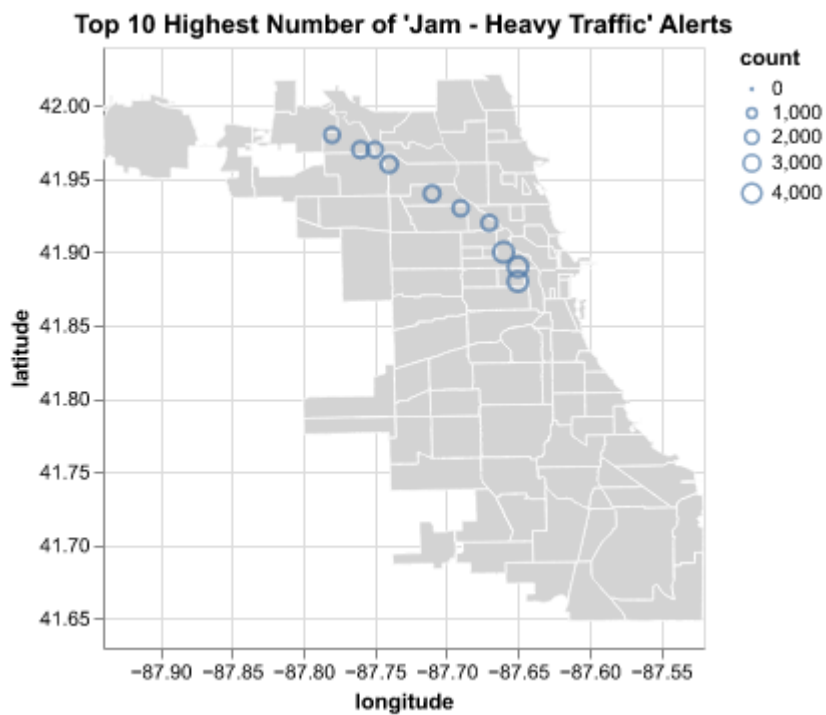 Top 10 Highest Number of 'Jam - Heavy Traffic' Alerts
count
0
1,000
2,000
3,000
4,000
42.00
41.95
41.90
41.85
41.80
41.75
41.70
41.65
latitude
−87.90 −87.85 −87.80 −87.75 −87.70 −87.65 −87.60 −87.55
longitude